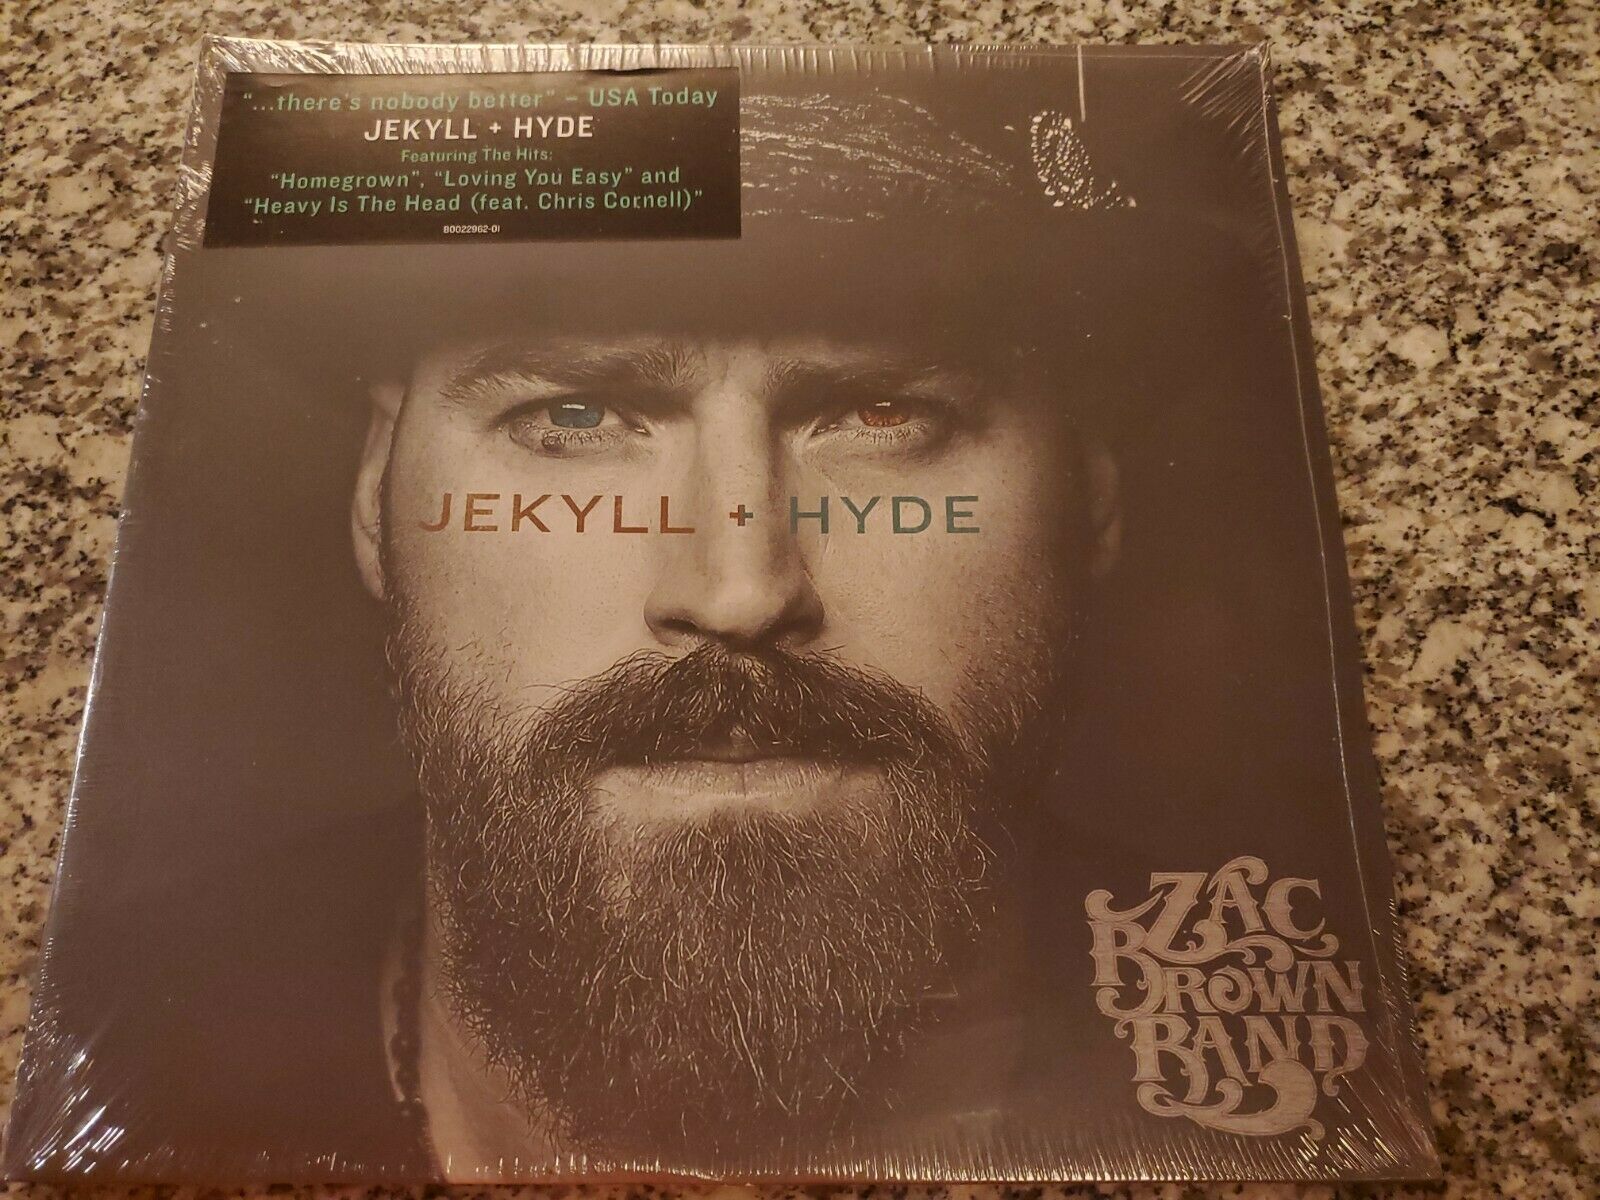 "...there's nobody better" – USA Today
JEKYLL + HYDE
Featuring The Hits:
"Homegrown", "Loving You Easy" and
"Heavy Is The Head (feat. Chris Cornell)"
B0022962-01
JEKYLL + HYDE
ZAC
BROWN
BAND